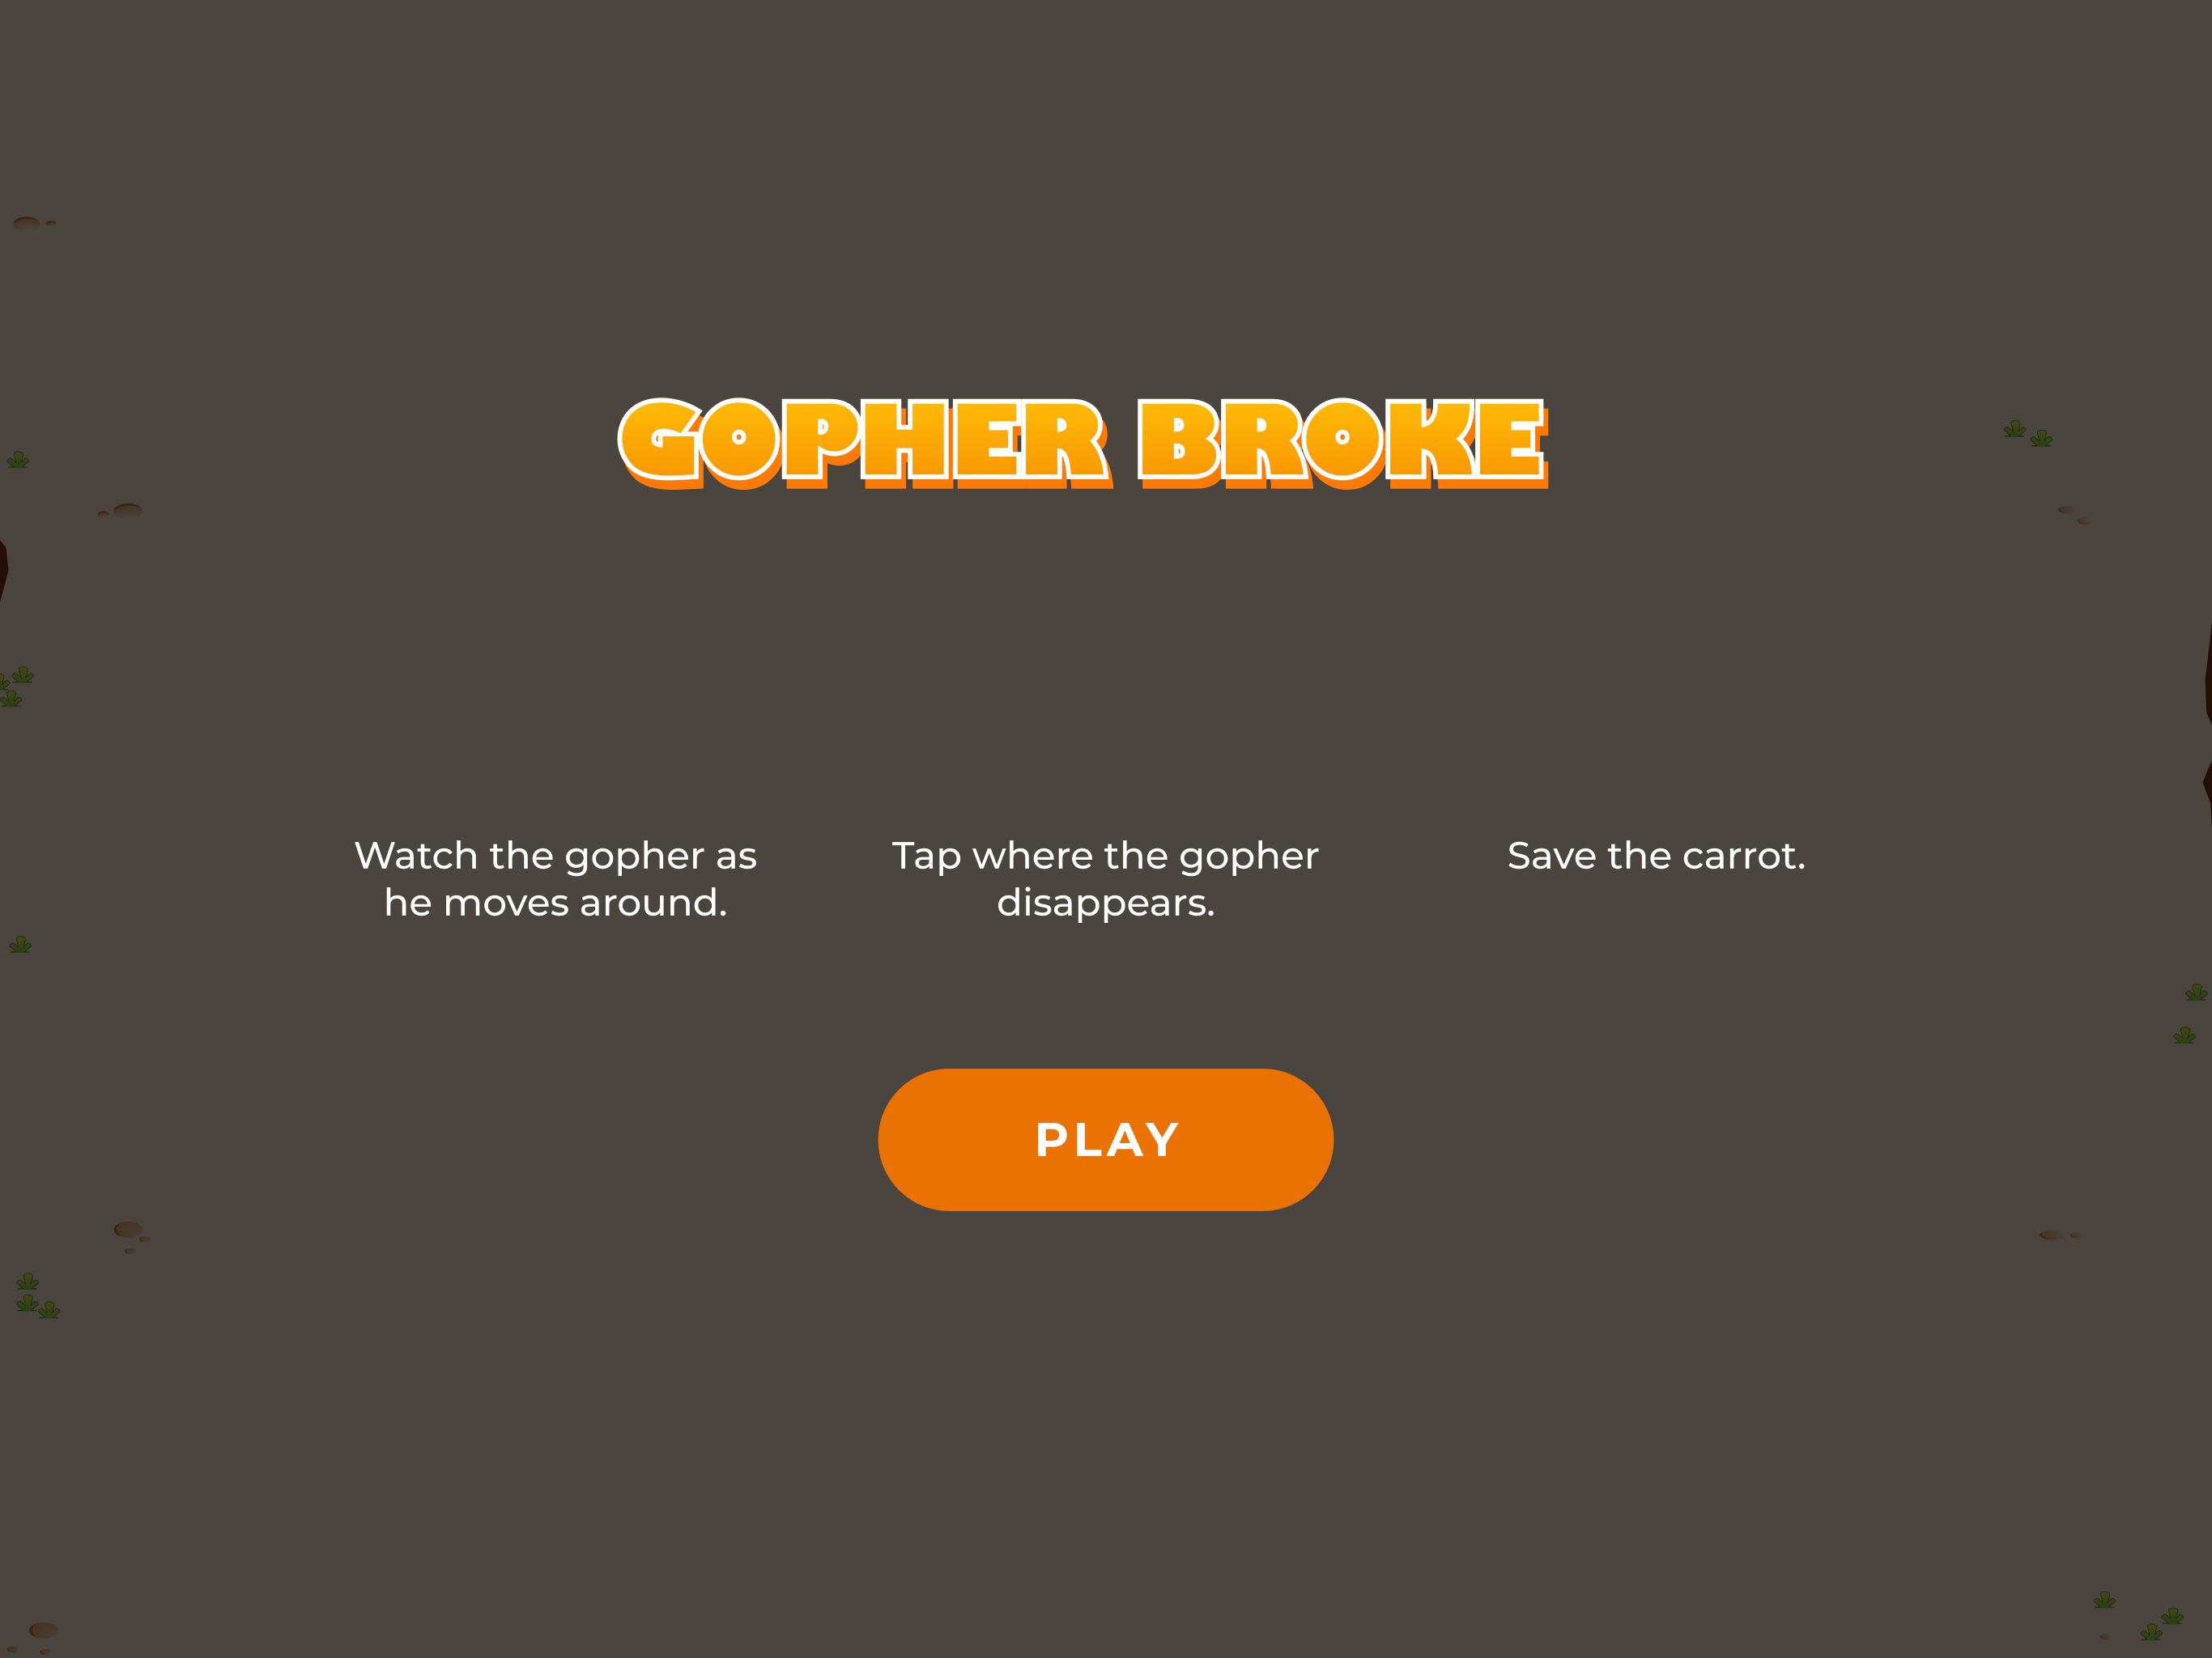 GOPHER BROKE
Watch the gopher as
he moves around.
Tap where the gopher
disappears.
Save the carrot.
PLAY